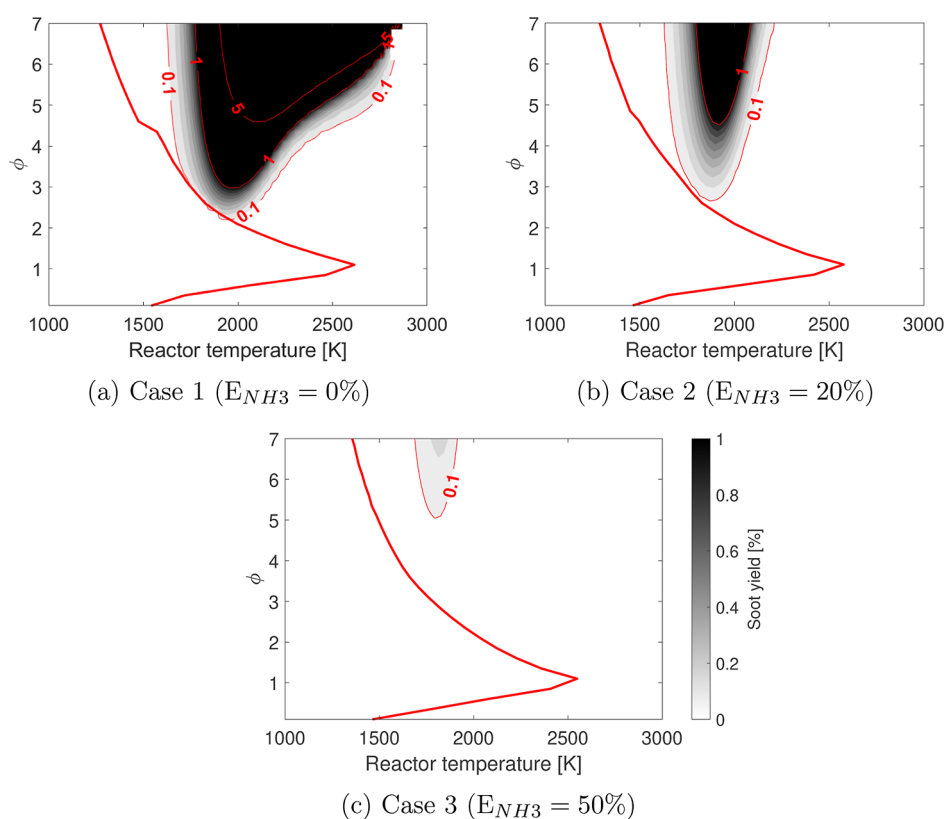 7
6
5
4
3
2
1
ϕ
0.1
1
5
5
0.1
1
0.1
1000 1500 2000 2500 3000
Reactor temperature [K]
(a) Case 1 (E_NH3 = 0%)
7
6
5
4
3
2
1
ϕ
1
0.1
1000 1500 2000 2500 3000
Reactor temperature [K]
(b) Case 2 (E_NH3 = 20%)
7
6
5
4
3
2
1
ϕ
0.1
1000 1500 2000 2500 3000
Reactor temperature [K]
1
0.8
0.6
0.4
0.2
0
Soot yield [%]
(c) Case 3 (E_NH3 = 50%)